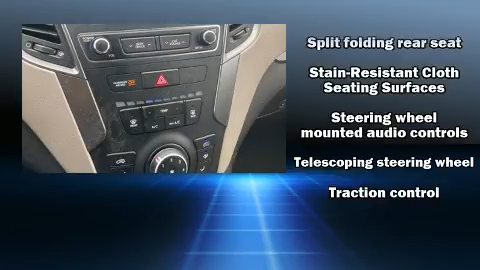 Split folding rear seat
Stain-Resistant Cloth
Seating Surfaces
Steering wheel
mounted audio controls
Telescoping steering wheel
Traction control